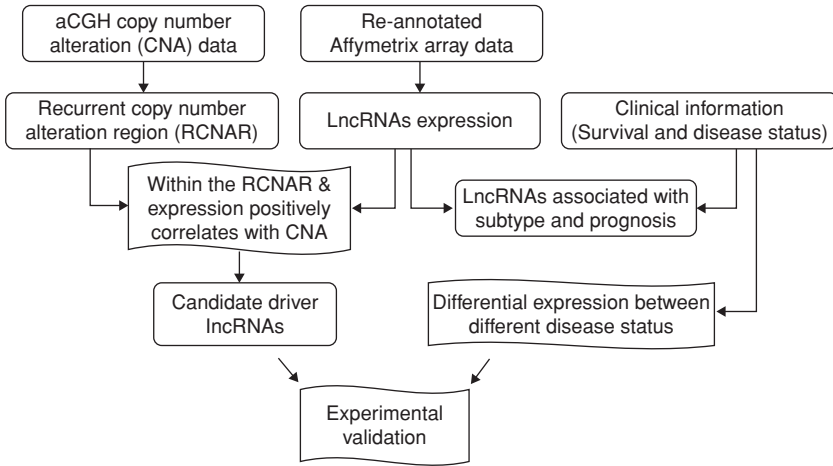 aCGH copy number
alteration (CNA) data
Re-annotated
Affymetrix array data
Recurrent copy number
alteration region (RCNAR)
LncRNAs expression
Clinical information
(Survival and disease status)
Within the RCNAR &
expression positively
correlates with CNA
LncRNAs associated with
subtype and prognosis
Candidate driver
lncRNAs
Differential expression between
different disease status
Experimental
validation